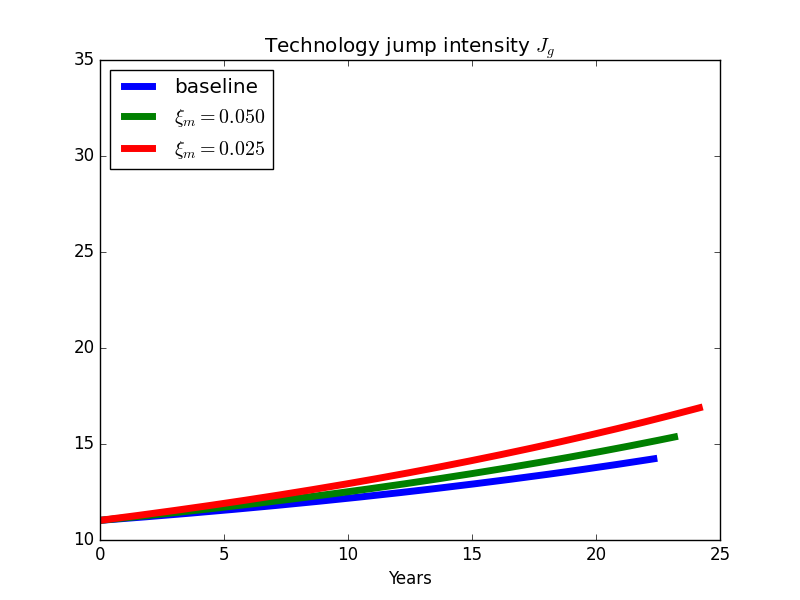 Technology jump intensity $J_g$
35
baseline
$\xi_m = 0.050$
$\xi_m = 0.025$
30
25
20
15
10
0 5 10 15 20 25
Years